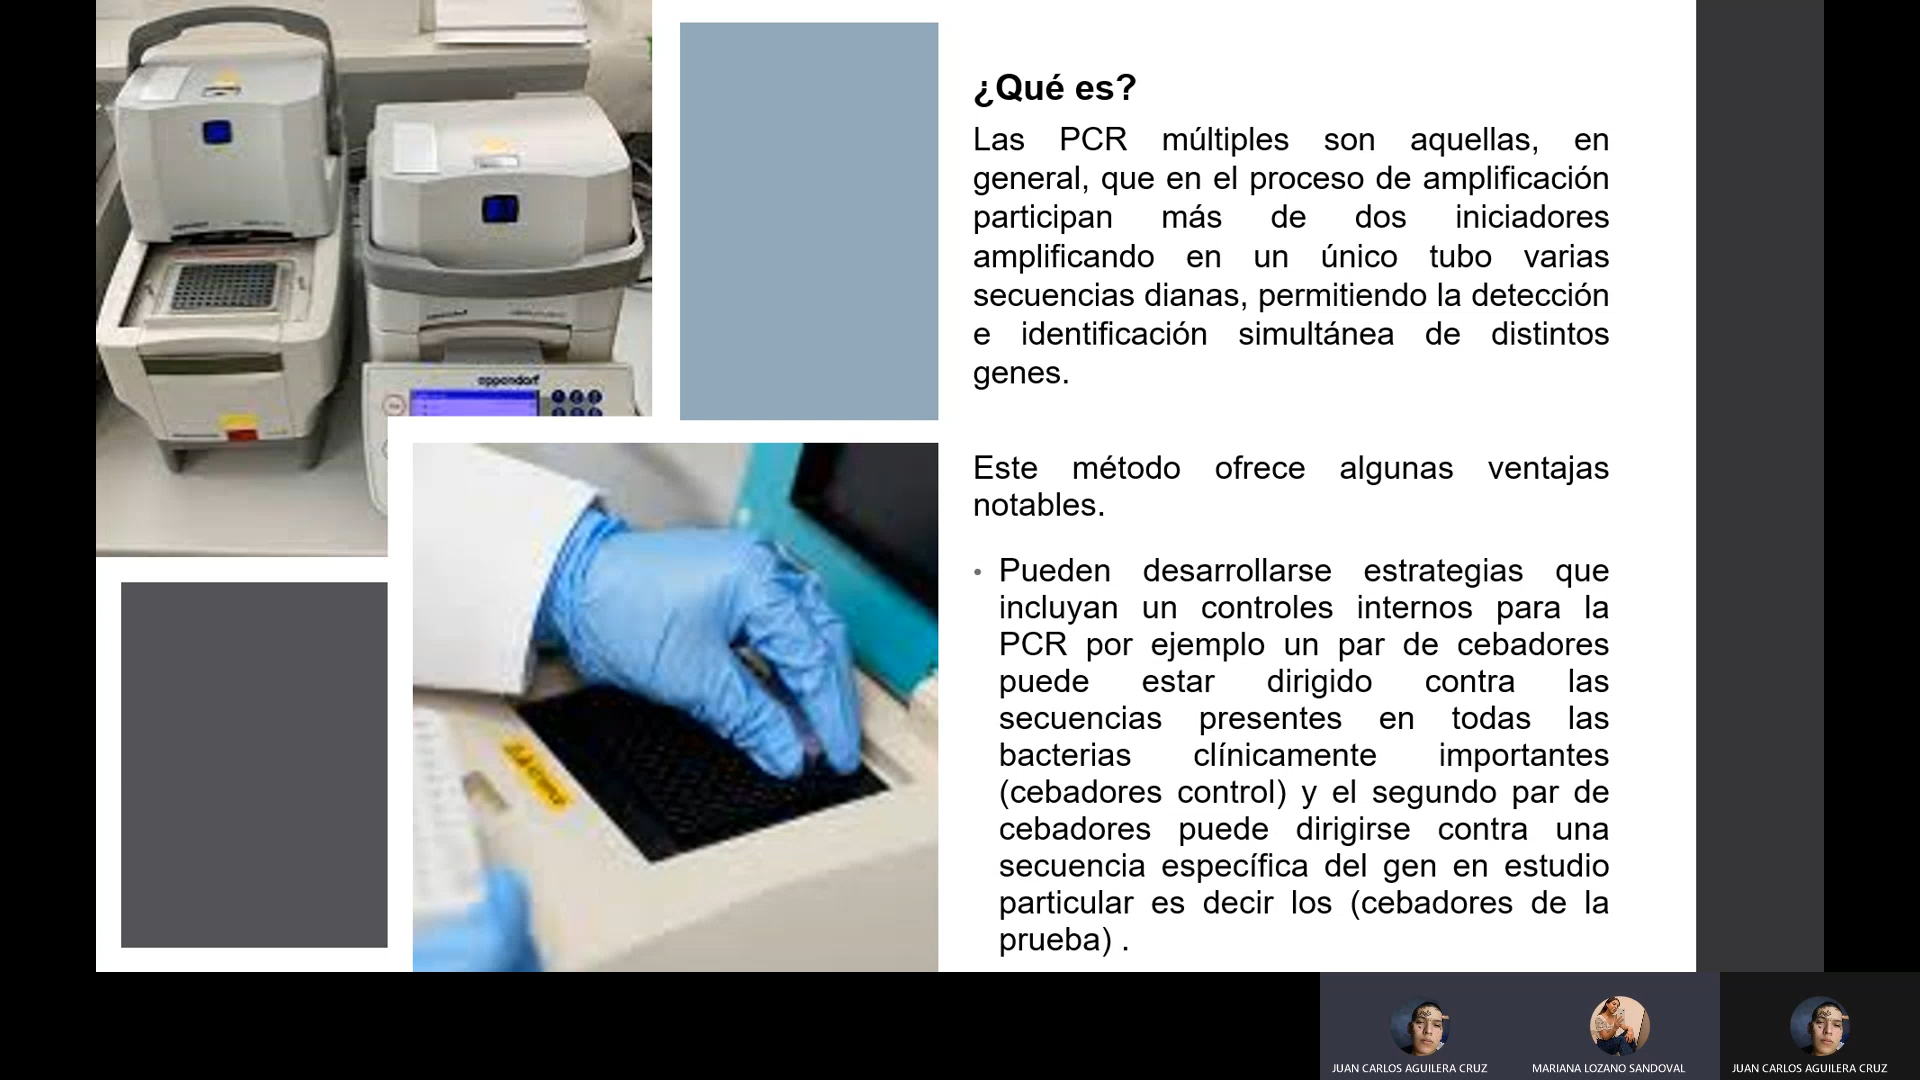 eppendorf
¿Qué es?
Las PCR múltiples son aquellas, en
general, que en el proceso de amplificación
participan más de dos iniciadores
amplificando en un único tubo varias
secuencias dianas, permitiendo la detección
e identificación simultánea de distintos
genes.
Este método ofrece algunas ventajas
notables.
• Pueden desarrollarse estrategias que
incluyan un controles internos para la
PCR por ejemplo un par de cebadores
puede estar dirigido contra las
secuencias presentes en todas las
bacterias clínicamente importantes
(cebadores control) y el segundo par de
cebadores puede dirigirse contra una
secuencia específica del gen en estudio
particular es decir los (cebadores de la
prueba) .
JUAN CARLOS AGUILERA CRUZ
MARIANA LOZANO SANDOVAL
JUAN CARLOS AGUILERA CRUZ